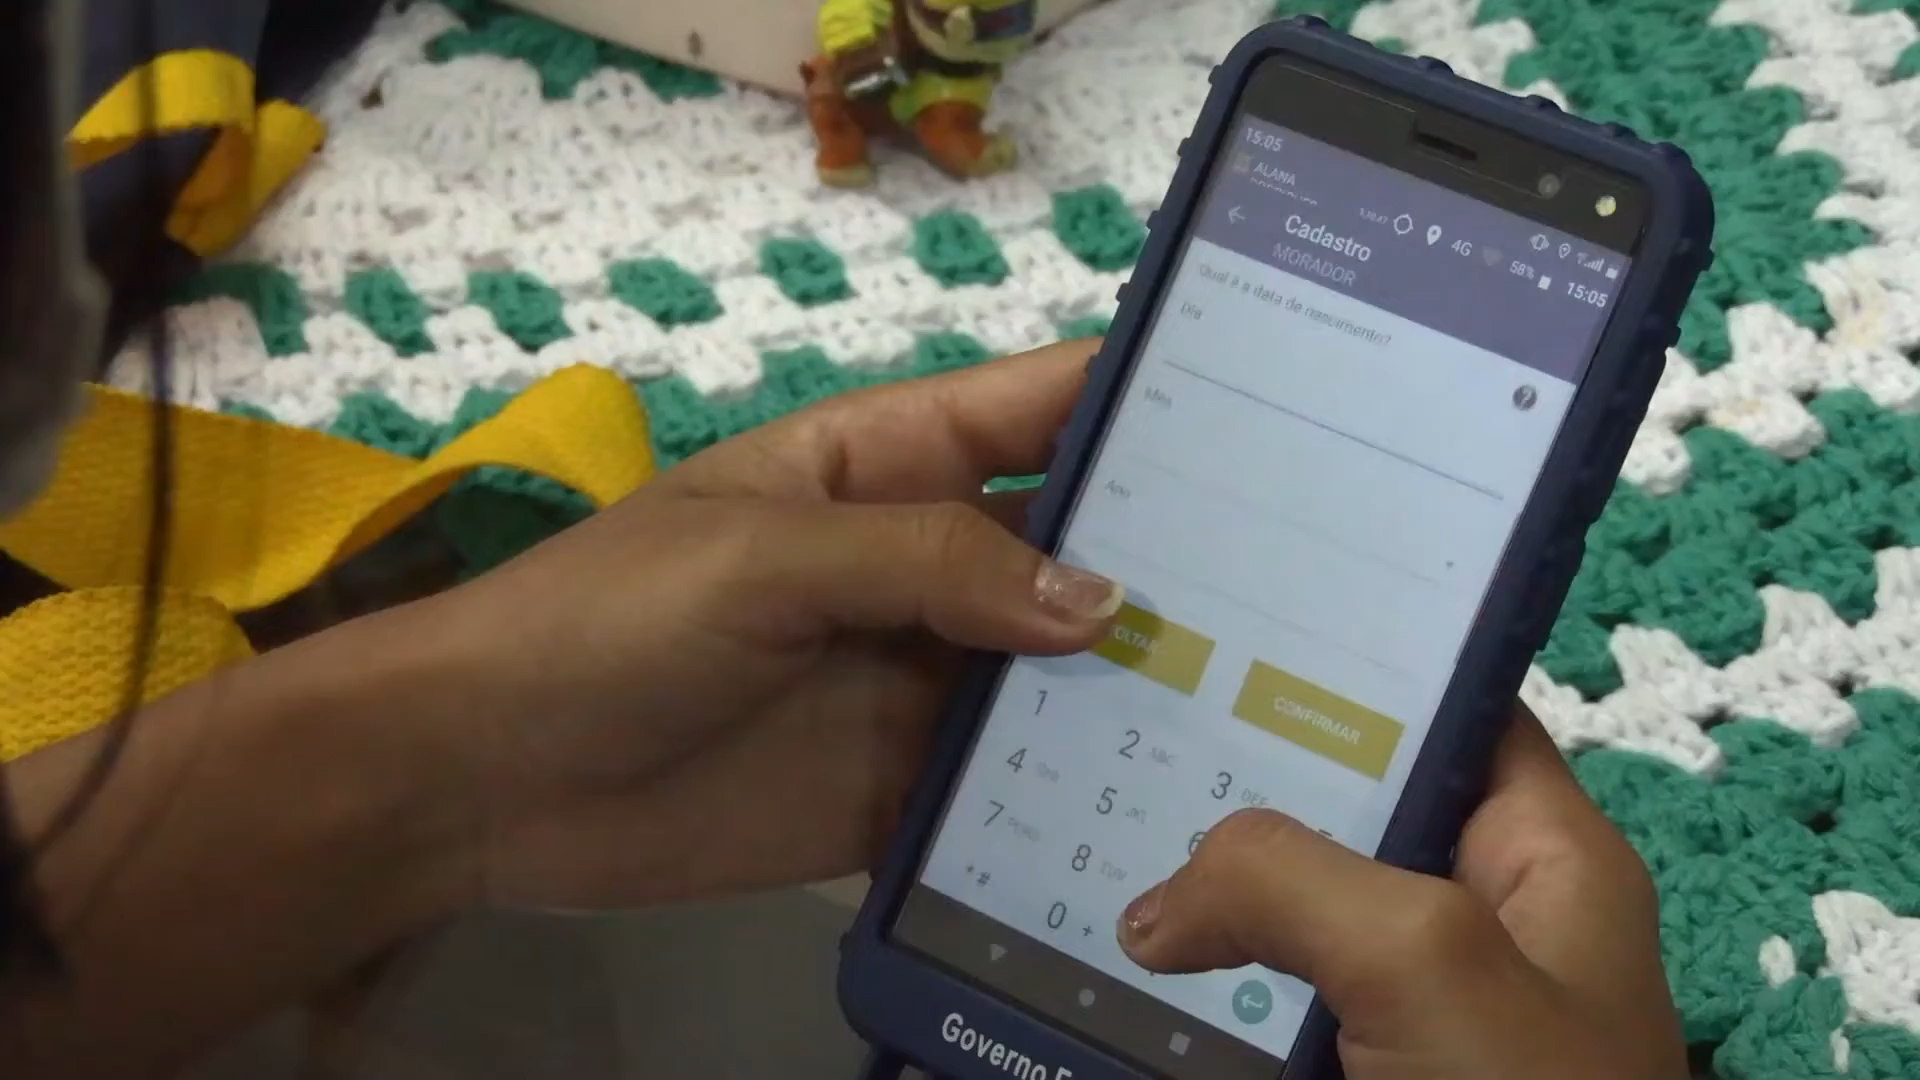 15:05
ALANA
Cadastro
MORADOR
4G
58%
15:05
Qual é a data de nascimento?
Dia
Mês
Ano
CONFIRMAR
1
2 ABC
3 DEF
4 GHI
5 JKL
7 PQRS
8 TUV
* #
0 +
Governo